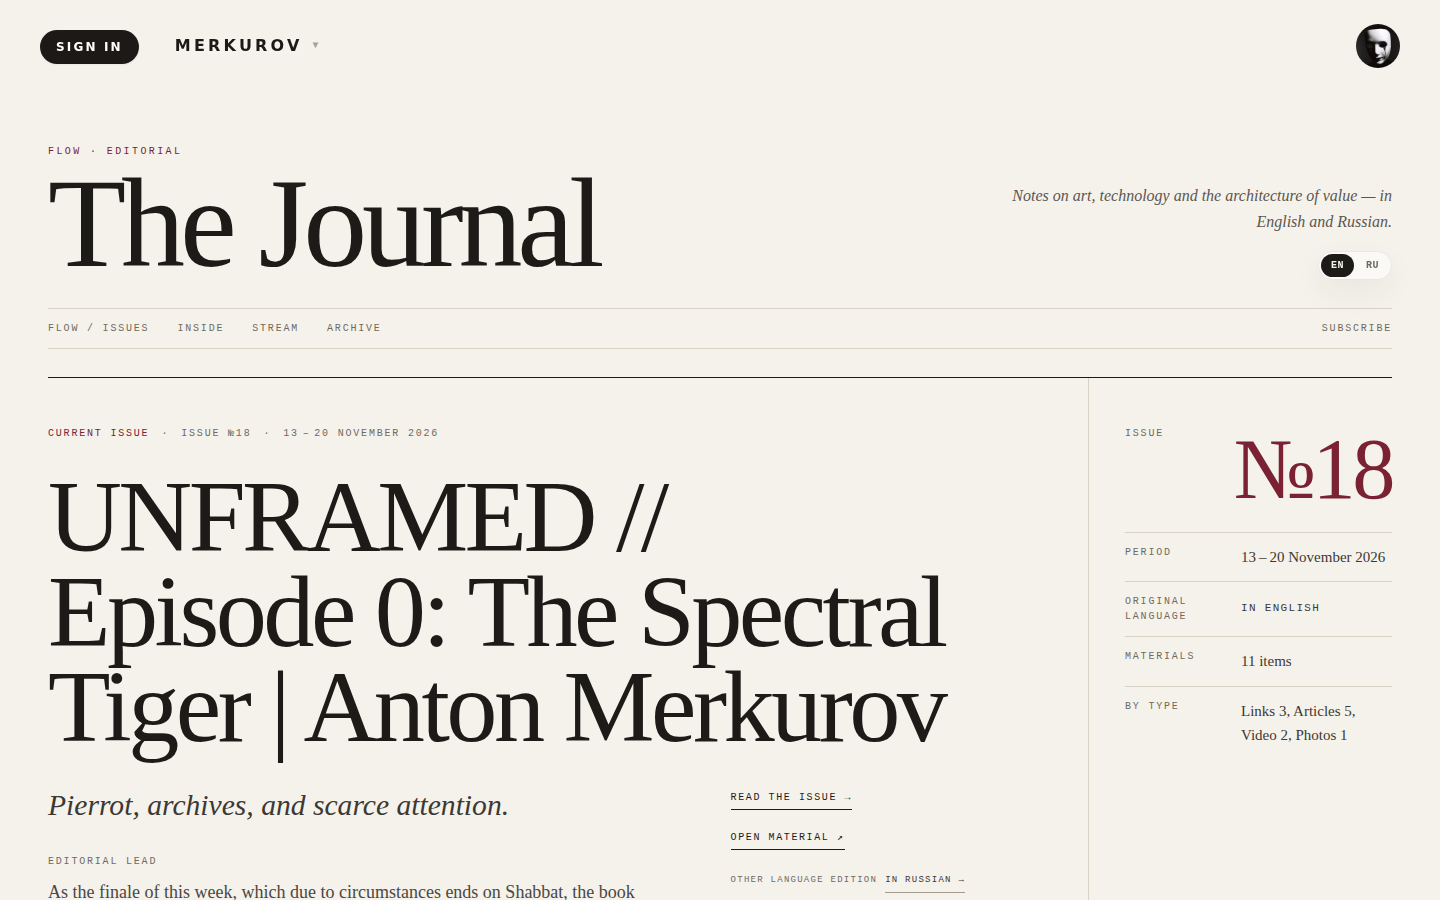 SIGN IN
MERKUROV ▼
FLOW · EDITORIAL
The Journal
Notes on art, technology and the architecture of value — in
English and Russian.
EN RU
FLOW / ISSUES INSIDE STREAM ARCHIVE SUBSCRIBE
CURRENT ISSUE · ISSUE №18 · 13 – 20 NOVEMBER 2026
UNFRAMED //
Episode 0: The Spectral
Tiger | Anton Merkurov
Pierrot, archives, and scarce attention.
EDITORIAL LEAD
As the finale of this week, which due to circumstances ends on Shabbat, the book
READ THE ISSUE →
OPEN MATERIAL ↗
OTHER LANGUAGE EDITION IN RUSSIAN →
ISSUE №18
PERIOD 13 – 20 November 2026
ORIGINAL
LANGUAGE
IN ENGLISH
MATERIALS 11 items
BY TYPE Links 3, Articles 5,
Video 2, Photos 1